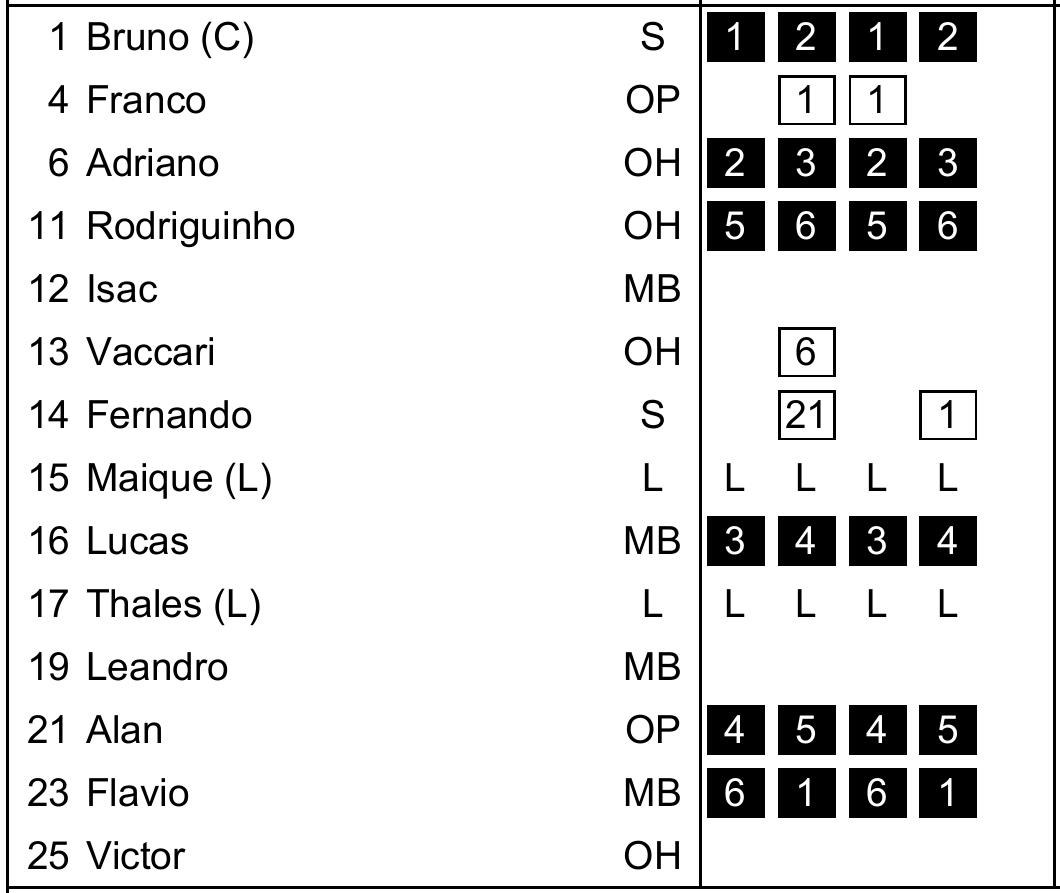 1 Bruno (C) S 1 2 1 2
4 Franco OP 1 1
6 Adriano OH 2 3 2 3
11 Rodriguinho OH 5 6 5 6
12 Isac MB
13 Vaccari OH 6
14 Fernando S 21 1
15 Maique (L) L L L L L
16 Lucas MB 3 4 3 4
17 Thales (L) L L L L L
19 Leandro MB
21 Alan OP 4 5 4 5
23 Flavio MB 6 1 6 1
25 Victor OH